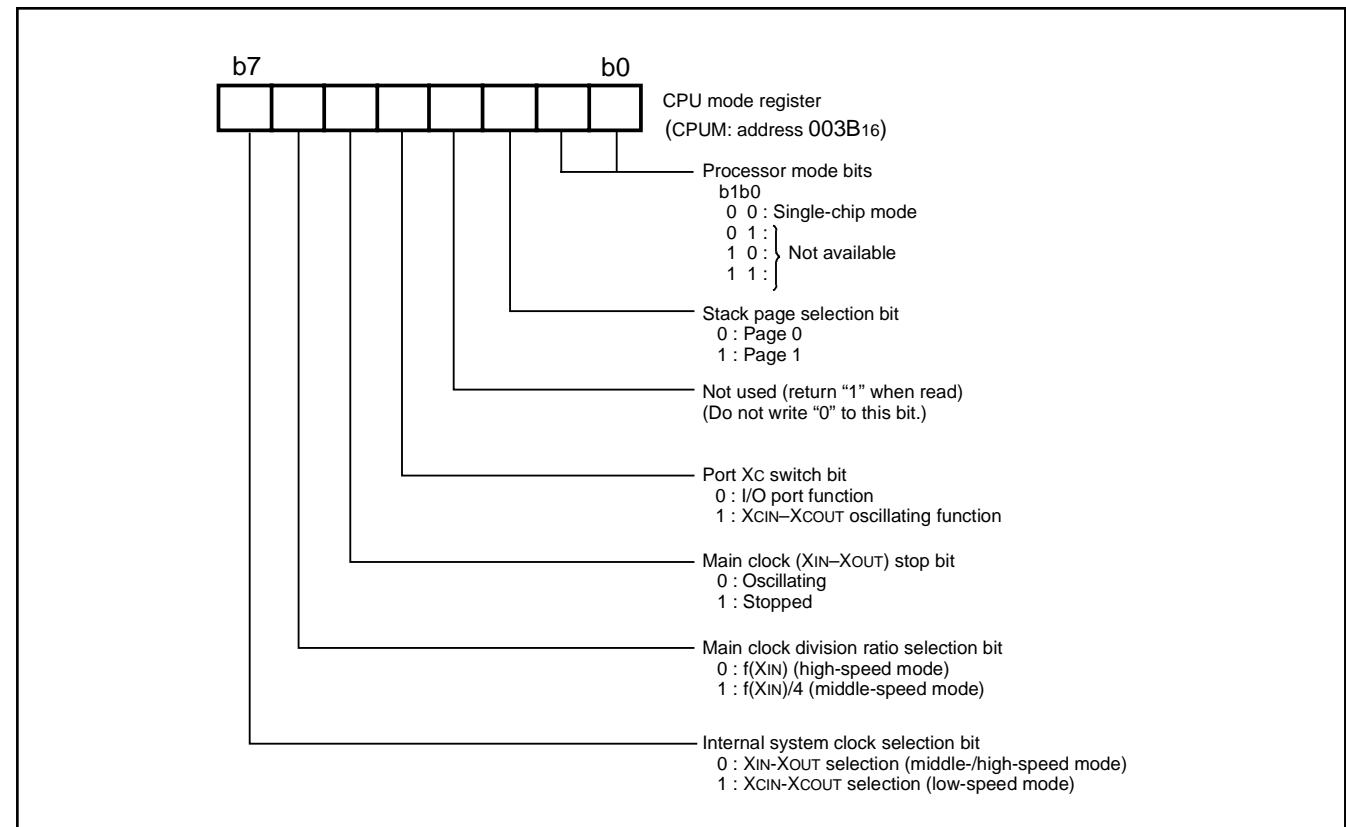 b7 b0
CPU mode register
(CPUM: address 003B16)
Processor mode bits
b1b0
0 0 : Single-chip mode
0 1 :
1 0 : Not available
1 1 :
Stack page selection bit
0 : Page 0
1 : Page 1
Not used (return “1” when read)
(Do not write “0” to this bit.)
Port XC switch bit
0 : I/O port function
1 : XCIN–XCOUT oscillating function
Main clock (XIN–XOUT) stop bit
0 : Oscillating
1 : Stopped
Main clock division ratio selection bit
0 : f(XIN) (high-speed mode)
1 : f(XIN)/4 (middle-speed mode)
Internal system clock selection bit
0 : XIN-XOUT selection (middle-/high-speed mode)
1 : XCIN-XCOUT selection (low-speed mode)